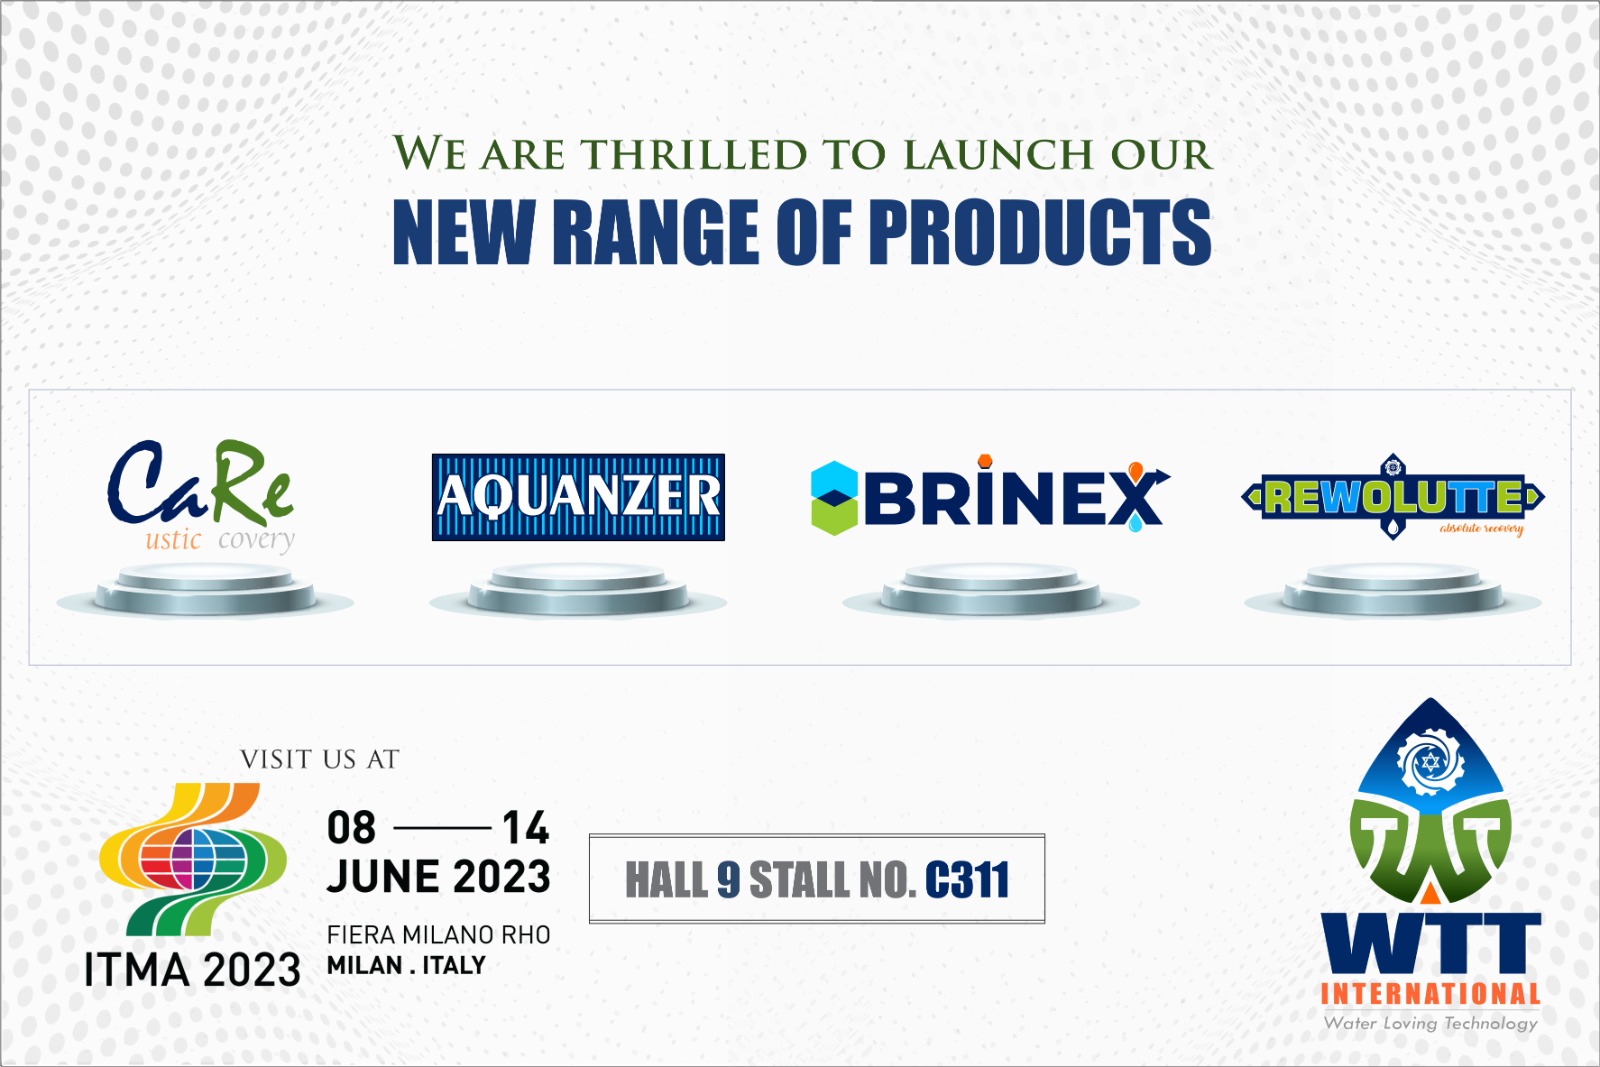 WE ARE THRILLED TO LAUNCH OUR
NEW RANGE OF PRODUCTS
CaRe
ustic covery
AQUANZER
BRINEX
REWOLUTTE
absolute recovery
VISIT US AT
08 — 14
JUNE 2023
FIERA MILANO RHO
MILAN . ITALY
ITMA 2023
HALL 9 STALL NO. C311
WTT
WTT
INTERNATIONAL
Water Loving Technology